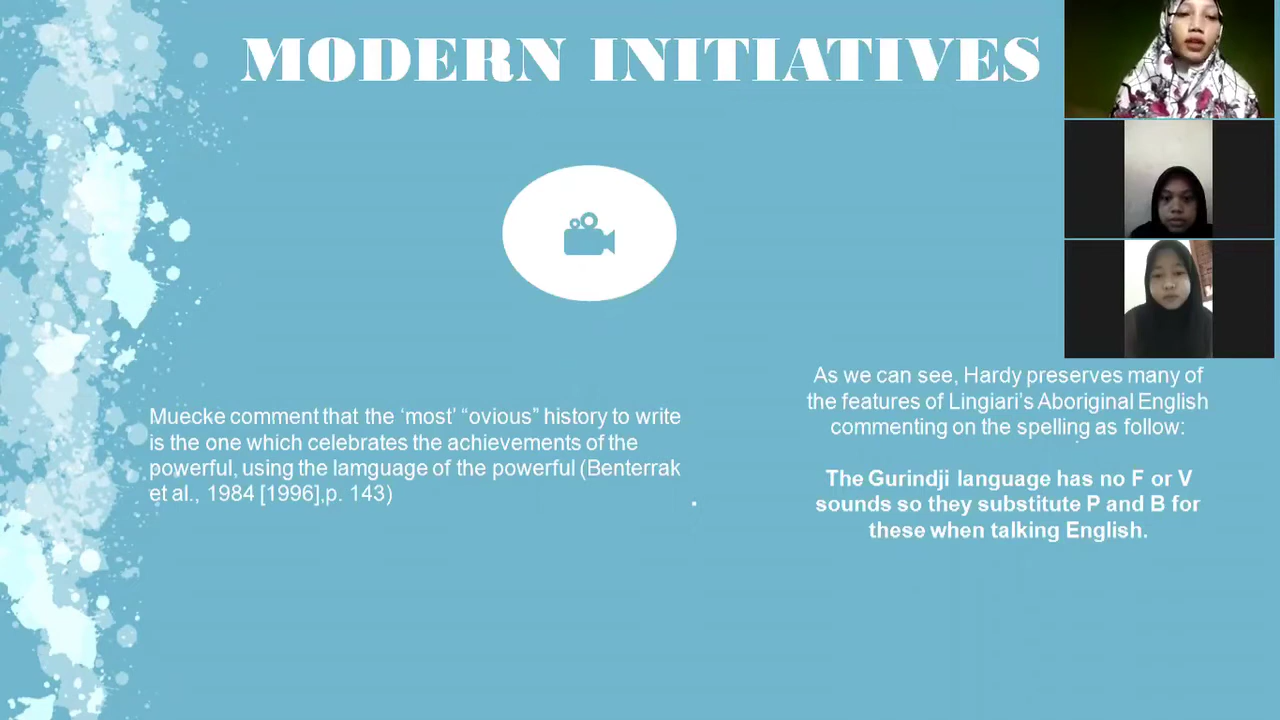 MODERN INITIATIVES
Muecke comment that the ‘most’ “ovious” history to write
is the one which celebrates the achievements of the
powerful, using the lamguage of the powerful (Benterrak
et al., 1984 [1996],p. 143)
As we can see, Hardy preserves many of
the features of Lingiari’s Aboriginal English
commenting on the spelling as follow:
The Gurindji language has no F or V
sounds so they substitute P and B for
these when talking English.